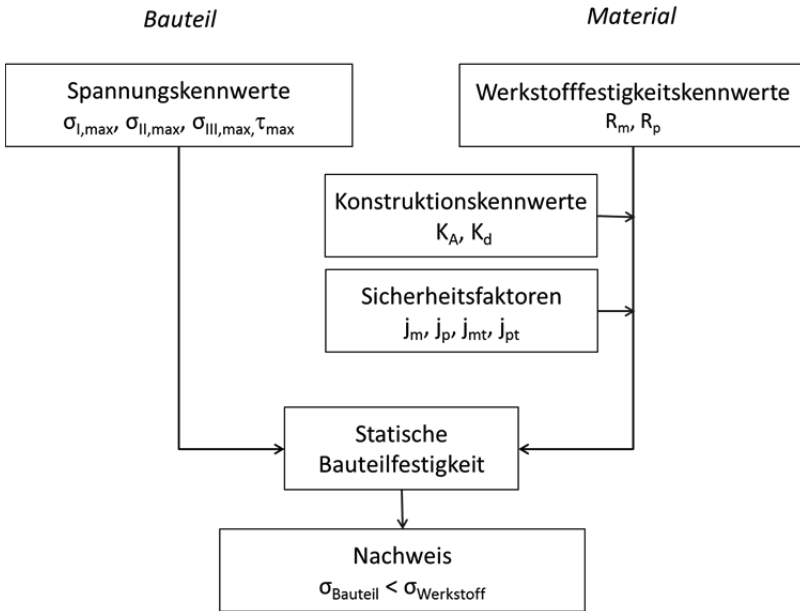 Bauteil
Material
Spannungskennwerte
σI,max, σII,max, σIII,max,τmax
Werkstofffestigkeitskennwerte
Rm, Rp
Konstruktionskennwerte
KA, Kd
Sicherheitsfaktoren
jm, jp, jmt, jpt
Statische
Bauteilfestigkeit
Nachweis
σBauteil < σWerkstoff